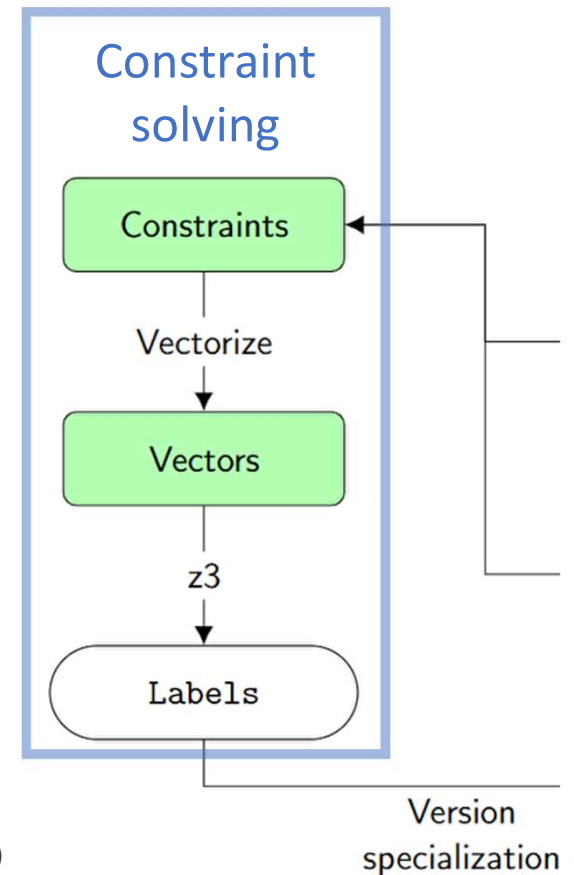 Constraint
solving
Constraints
Vectorize
Vectors
z3
Labels
Version
specialization
)